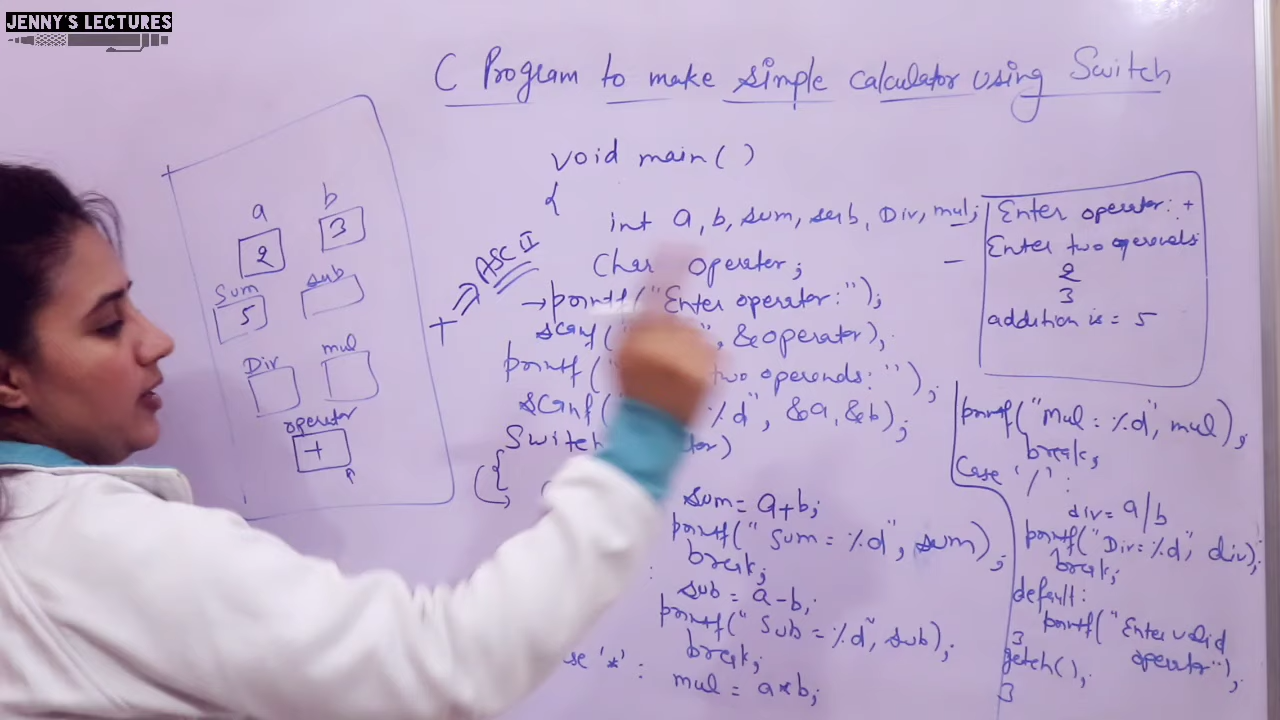 JENNY'S LECTURES
C Program to make simple calculator using Switch
a
2
b
3
Sum
5
sub
Div
mul
operator
+
+ ⇒ ASCII
void main( )
{
int a, b, sum, sub, Div, mul;
Char operator;
→printf("Enter operator:");
scanf(" ", &operator);
printf(" two operands:");
scanf(" %d", &a, &b);
Switch )
{
sum = a+b;
printf("Sum = %d", sum);
break;
:
sub = a-b;
printf("Sub = %d", sub);
break;
se '*':
mul = a*b;
Enter operator: +
Enter two operends
2
3
addition is = 5
printf("Mul = %d", mul);
break;
Case '/':
div = a/b
printf("Div=%d", div);
break;
default:
printf("Enter valid
operator");
}
getch();
}